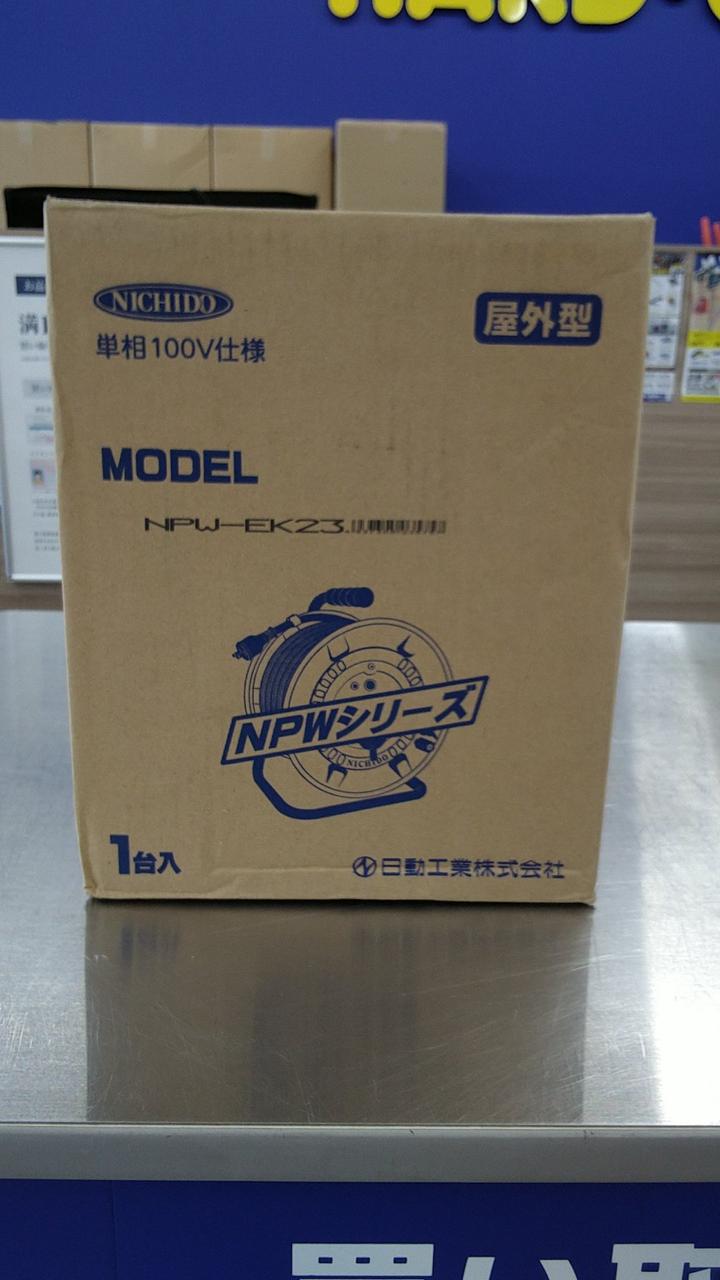 NICHIDO
単相100V仕様
屋外型
MODEL
NPW-EK23
NPWシリーズ
NICHIDO
1台入
日動工業株式会社